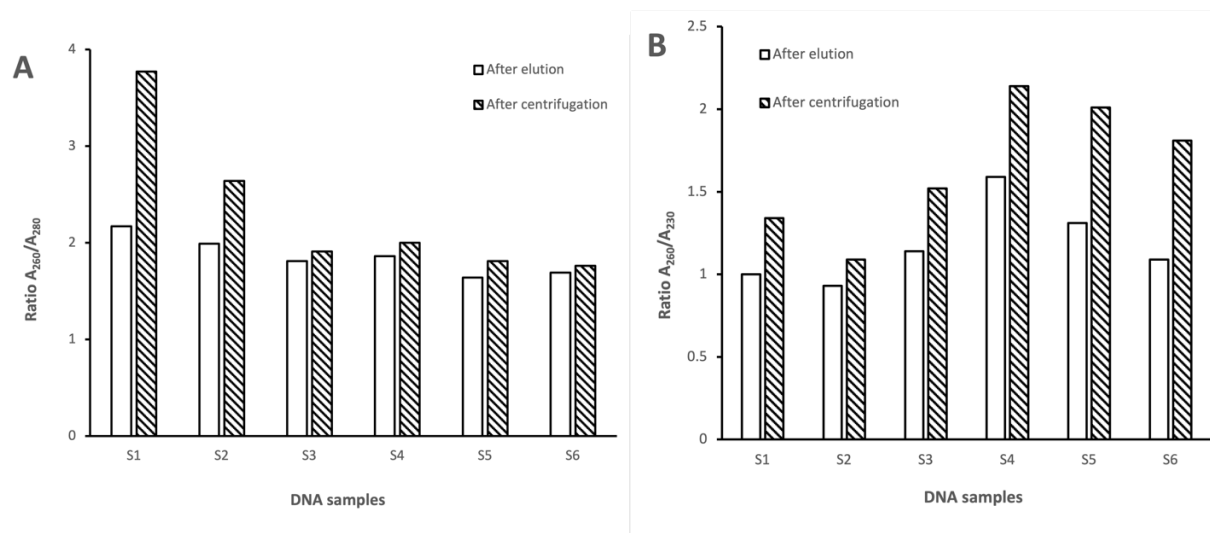 A
After elution
After centrifugation
4
3
2
1
0
Ratio A260/A280
S1 S2 S3 S4 S5 S6
DNA samples
B
After elution
After centrifugation
2.5
2
1.5
1
0.5
0
Ratio A260/A230
S1 S2 S3 S4 S5 S6
DNA samples